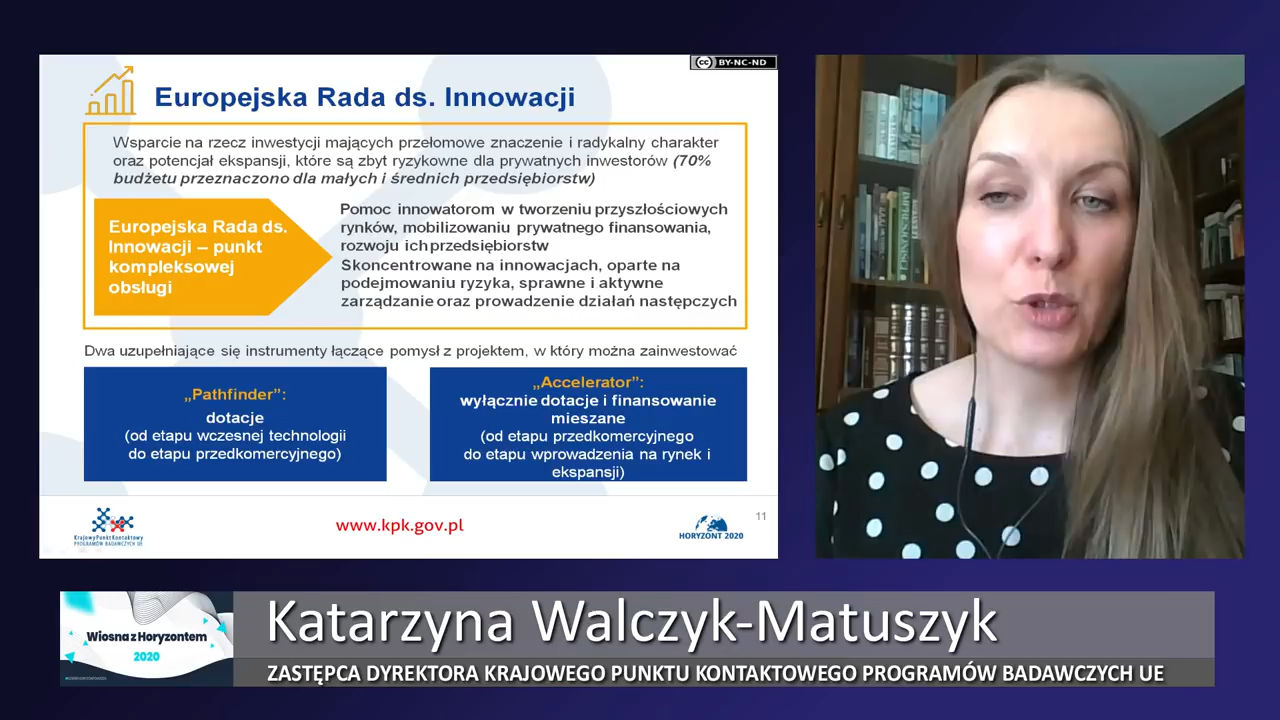 BY-NC-ND
Europejska Rada ds. Innowacji
Wsparcie na rzecz inwestycji mających przełomowe znaczenie i radykalny charakter
oraz potencjał ekspansji, które są zbyt ryzykowne dla prywatnych inwestorów (70%
budżetu przeznaczono dla małych i średnich przedsiębiorstw)
Europejska Rada ds.
Innowacji – punkt
kompleksowej
obsługi
Pomoc innowatorom w tworzeniu przyszłościowych
rynków, mobilizowaniu prywatnego finansowania,
rozwoju ich przedsiębiorstw
Skoncentrowane na innowacjach, oparte na
podejmowaniu ryzyka, sprawne i aktywne
zarządzanie oraz prowadzenie działań następczych
Dwa uzupełniające się instrumenty łączące pomysł z projektem, w który można zainwestować
„Pathfinder”:
dotacje
(od etapu wczesnej technologii
do etapu przedkomercyjnego)
„Accelerator”:
wyłącznie dotacje i finansowanie
mieszane
(od etapu przedkomercyjnego
do etapu wprowadzenia na rynek i
ekspansji)
Krajowy Punkt Kontaktowy
PROGRAMÓW BADAWCZYCH UE
www.kpk.gov.pl
HORYZONT 2020
11
Wiosna z Horyzontem
2020
Katarzyna Walczyk-Matuszyk
ZASTĘPCA DYREKTORA KRAJOWEGO PUNKTU KONTAKTOWEGO PROGRAMÓW BADAWCZYCH UE